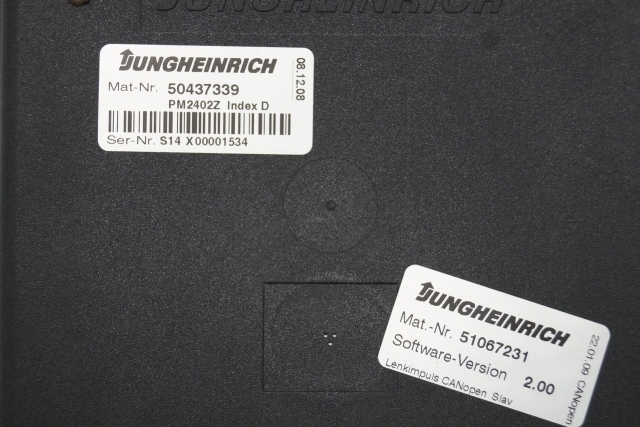 JUNGHEINRICH
JUNGHEINRICH
08.12.08
Mat-Nr. 50437339
PM2402Z Index D
Ser-Nr. S14 X00001534
JUNGHEINRICH
Mat.-Nr. 51067231
Software-Version 2.00
Lenkimpuls CANopen Slav
22.01.09 CANopen